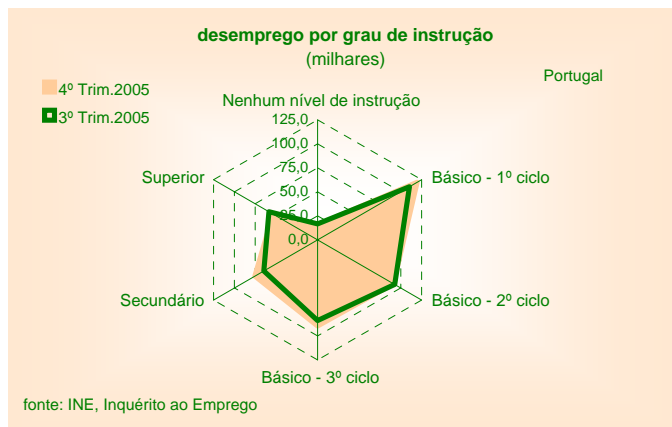 desemprego por grau de instrução
(milhares)
Portugal
4º Trim.2005
3º Trim.2005
Nenhum nível de instrução
125,0
100,0
75,0
50,0
25,0
0,0
Superior
Básico - 1º ciclo
Secundário
Básico - 2º ciclo
Básico - 3º ciclo
fonte: INE, Inquérito ao Emprego